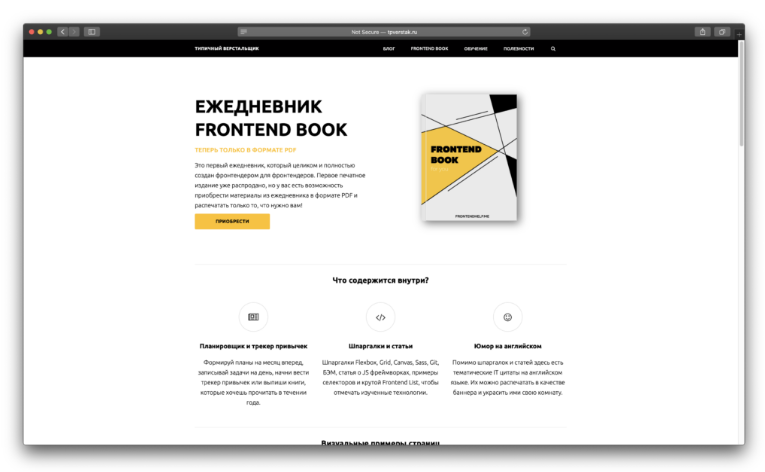 Not Secure — tpverstak.ru
ТИПИЧНЫЙ ВЕРСТАЛЬЩИК
БЛОГ
FRONTEND BOOK
ОБУЧЕНИЕ
ПОЛЕЗНОСТИ
ЕЖЕДНЕВНИК
FRONTEND BOOK
ТЕПЕРЬ ТОЛЬКО В ФОРМАТЕ PDF
Это первый ежедневник, который целиком и полностью
создан фронтендером для фронтендеров. Первое печатное
издание уже распродано, но у вас есть возможность
приобрести материалы из ежедневника в формате PDF и
распечатать только то, что нужно вам!
ПРИОБРЕСТИ
FRONTEND
BOOK
FRONTENDHELP.ME
Что содержится внутри?
Планировщик и трекер привычек
Формируй планы на месяц вперед,
записывай задачи на день, начни вести
трекер привычек или выпиши книги,
которые хочешь прочитать в течении
года.
Шпаргалки и статьи
Шпаргалки Flexbox, Grid, Canvas, Sass, Git,
БЭМ, статья о JS фреймворках, примеры
селекторов и крутой Frontend List, чтобы
отмечать изученные технологии.
Юмор на английском
Помимо шпаргалок и статей здесь есть
тематические IT цитаты на английском
языке. Их можно распечатать в качестве
баннера и украсить ими свою комнату.
Визуальные примеры страниц